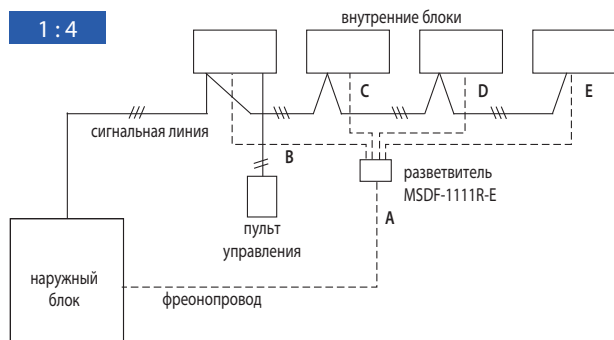 1 : 4
внутренние блоки
C
D
E
сигнальная линия
B
разветвитель
MSDF-1111R-E
A
пульт
управления
наружный
блок
фреонопровод